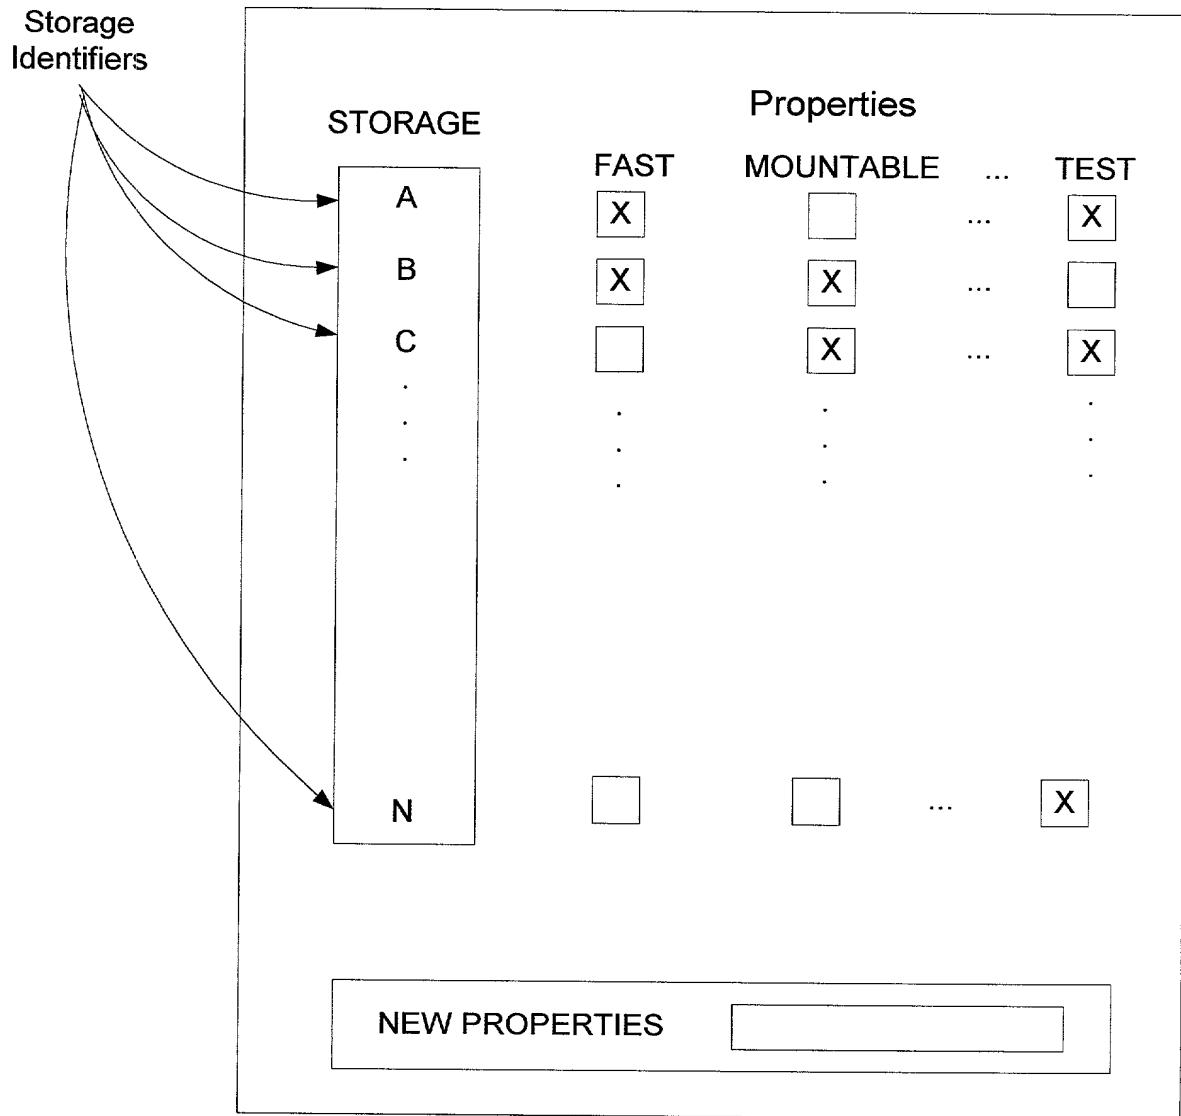 Storage
Identifiers
STORAGE
Properties
FAST MOUNTABLE ... TEST
A X ... X
B X X ... 
C X ... X
.
.
.
. . .
. . .
. . .
N ... X
NEW PROPERTIES